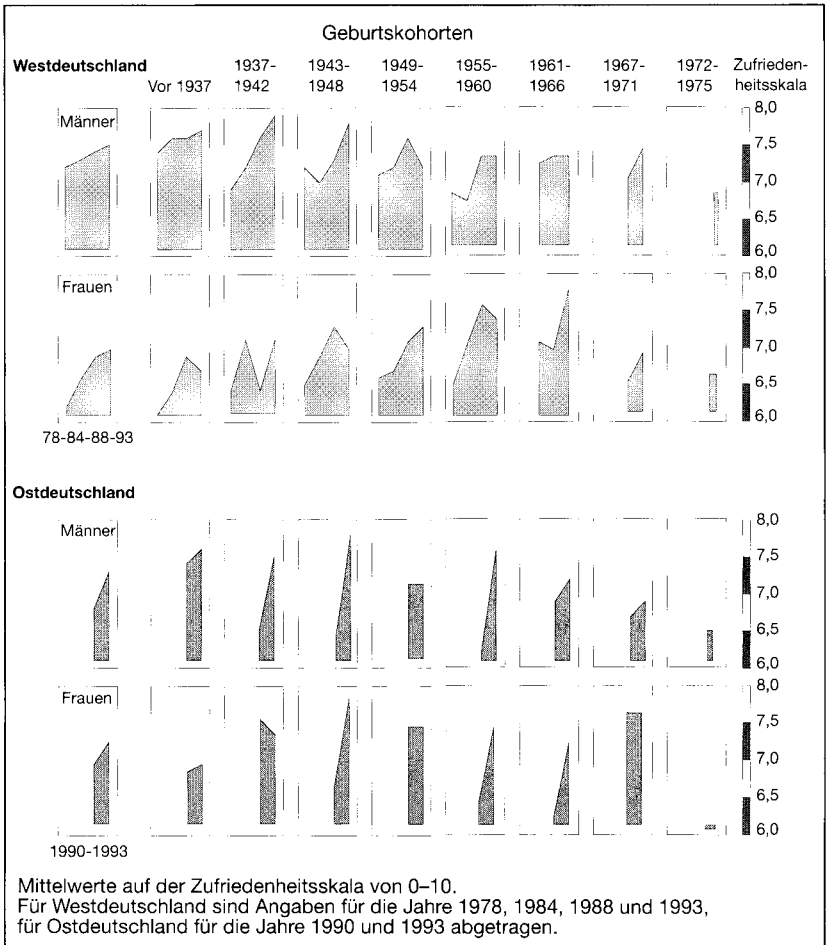 Geburtskohorten
Westdeutschland 1937- 1943- 1949- 1955- 1961- 1967- 1972- Zufrieden-
Vor 1937 1942 1948 1954 1960 1966 1971 1975 heitsskala
Männer 8,0
7,5
7,0
6,5
6,0
Frauen 8,0
7,5
7,0
6,5
6,0
78-84-88-93
Ostdeutschland
Männer 8,0
7,5
7,0
6,5
6,0
Frauen 8,0
7,5
7,0
6,5
6,0
1990-1993
Mittelwerte auf der Zufriedenheitsskala von 0–10.
Für Westdeutschland sind Angaben für die Jahre 1978, 1984, 1988 und 1993,
für Ostdeutschland für die Jahre 1990 und 1993 abgetragen.